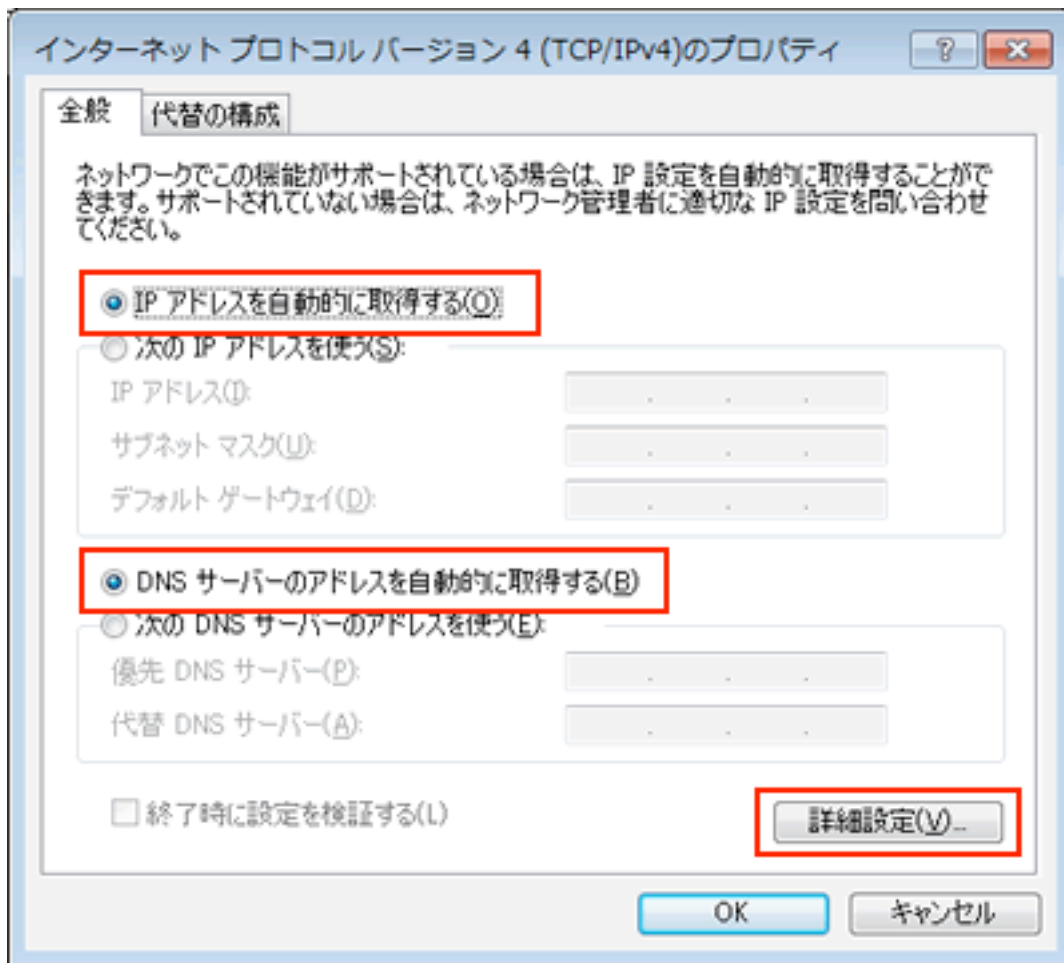 インターネット プロトコル バージョン 4 (TCP/IPv4)のプロパティ
全般
代替の構成
ネットワークでこの機能がサポートされている場合は、IP 設定を自動的に取得することがで
きます。サポートされていない場合は、ネットワーク管理者に適切な IP 設定を問い合わせ
てください。
IP アドレスを自動的に取得する(O)
次の IP アドレスを使う(S):
IP アドレス(I):
サブネット マスク(U):
デフォルト ゲートウェイ(D):
DNS サーバーのアドレスを自動的に取得する(B)
次の DNS サーバーのアドレスを使う(E):
優先 DNS サーバー(P):
代替 DNS サーバー(A):
終了時に設定を検証する(L)
詳細設定(V)...
OK
キャンセル